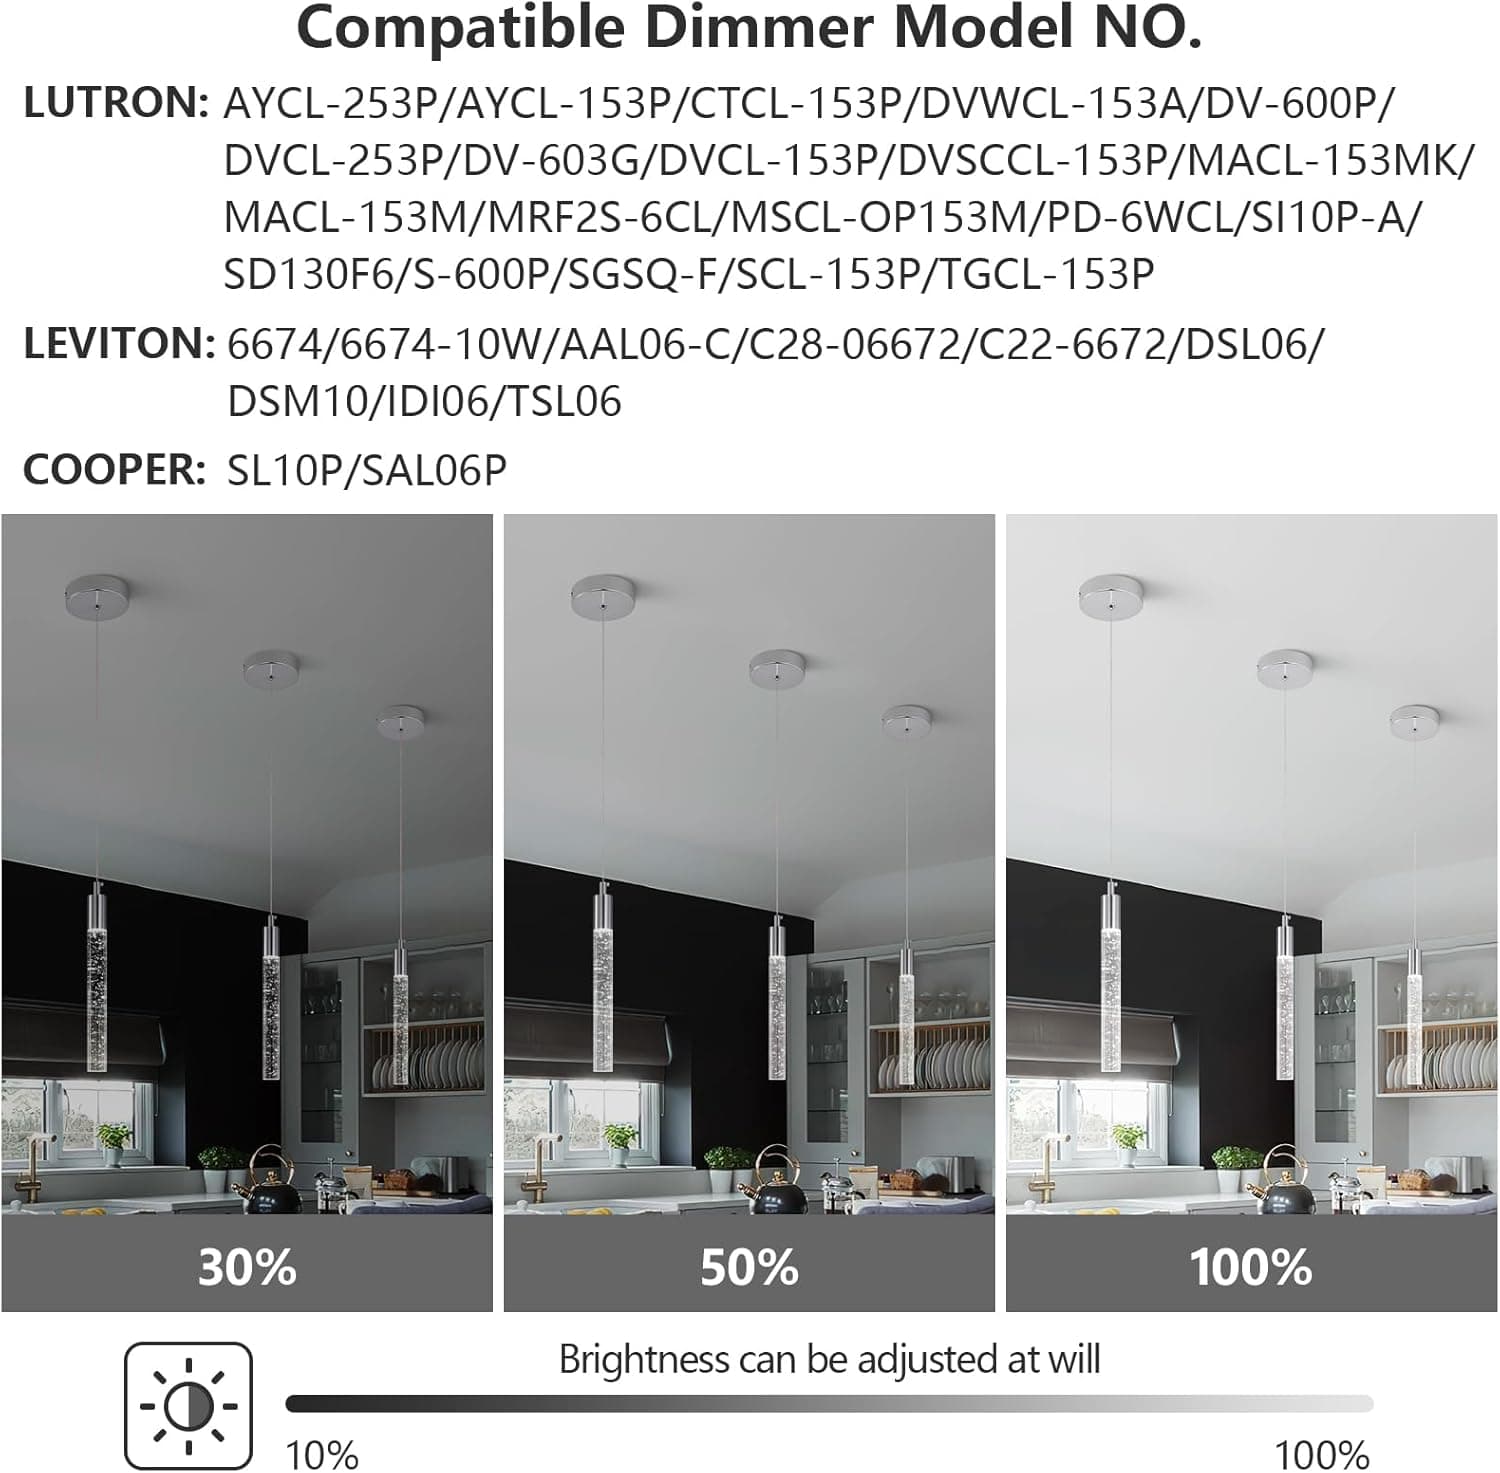 Compatible Dimmer Model NO.
LUTRON: AYCL-253P/AYCL-153P/CTCL-153P/DVWCL-153A/DV-600P/
DVCL-253P/DV-603G/DVCL-153P/DVSCCL-153P/MACL-153MK/
MACL-153M/MRF2S-6CL/MSCL-OP153M/PD-6WCL/SI10P-A/
SD130F6/S-600P/SGSQ-F/SCL-153P/TGCL-153P
LEVITON: 6674/6674-10W/AAL06-C/C28-06672/C22-6672/DSL06/
DSM10/IDI06/TSL06
COOPER: SL10P/SAL06P
30%
50%
100%
Brightness can be adjusted at will
10%
100%